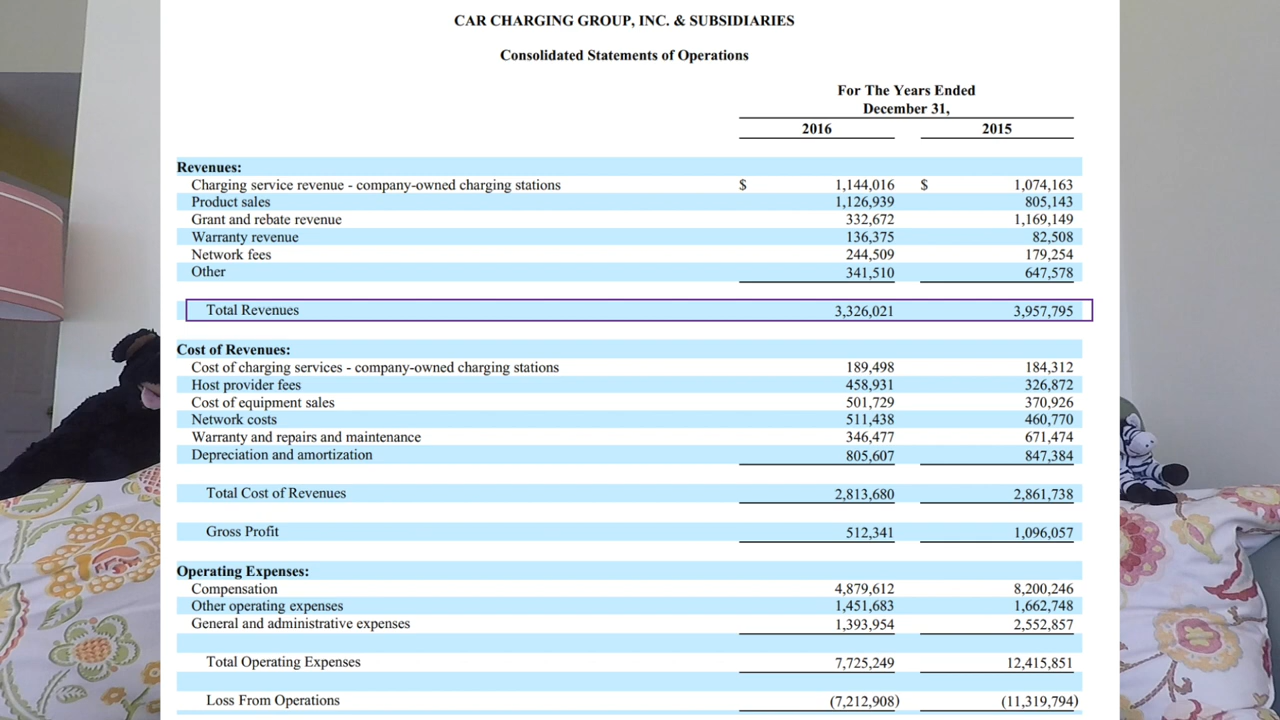 CAR CHARGING GROUP, INC. & SUBSIDIARIES
Consolidated Statements of Operations
For The Years Ended
December 31,
2016 2015
Revenues:
Charging service revenue - company-owned charging stations $ 1,144,016 $ 1,074,163
Product sales 1,126,939 805,143
Grant and rebate revenue 332,672 1,169,149
Warranty revenue 136,375 82,508
Network fees 244,509 179,254
Other 341,510 647,578
Total Revenues 3,326,021 3,957,795
Cost of Revenues:
Cost of charging services - company-owned charging stations 189,498 184,312
Host provider fees 458,931 326,872
Cost of equipment sales 501,729 370,926
Network costs 511,438 460,770
Warranty and repairs and maintenance 346,477 671,474
Depreciation and amortization 805,607 847,384
Total Cost of Revenues 2,813,680 2,861,738
Gross Profit 512,341 1,096,057
Operating Expenses:
Compensation 4,879,612 8,200,246
Other operating expenses 1,451,683 1,662,748
General and administrative expenses 1,393,954 2,552,857
Total Operating Expenses 7,725,249 12,415,851
Loss From Operations (7,212,908) (11,319,794)